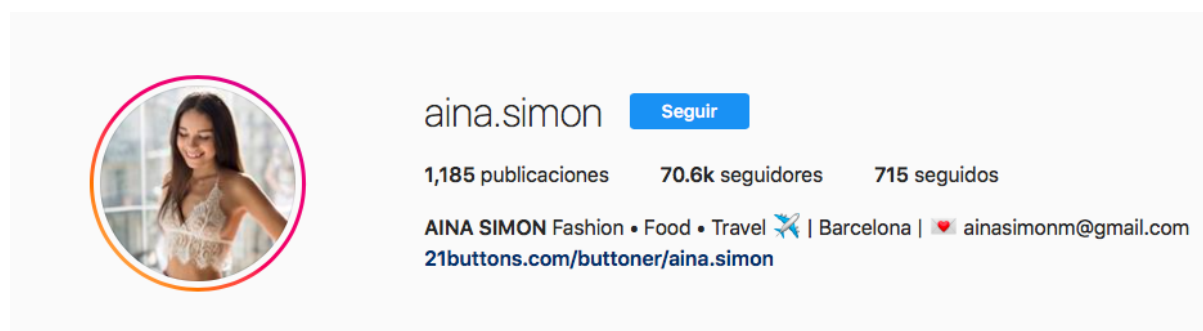 aina.simon Seguir
1,185 publicaciones 70.6k seguidores 715 seguidos
AINA SIMON Fashion • Food • Travel ✈️ | Barcelona | 💌 ainasimonm@gmail.com
21buttons.com/buttoner/aina.simon